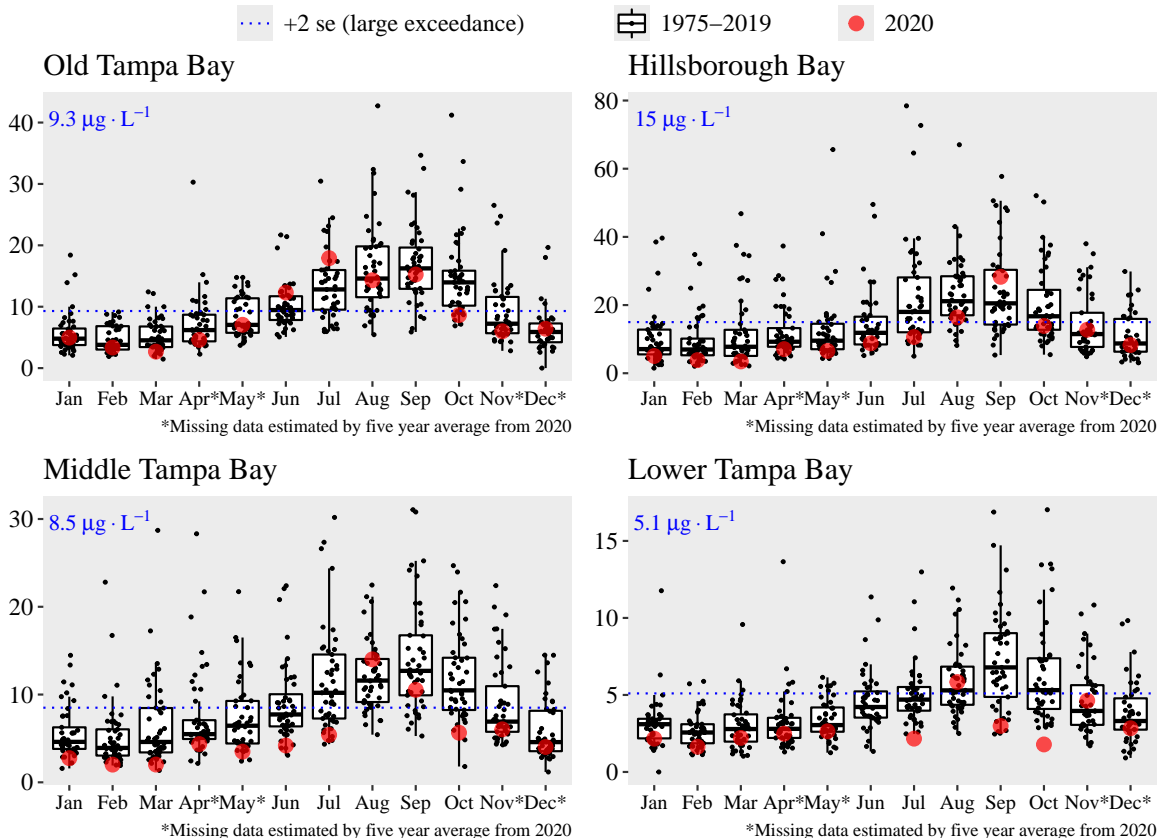 +2 se (large exceedance) 1975–2019 2020
Old Tampa Bay
9.3 μg · L⁻¹
40
30
20
10
0
Jan Feb Mar Apr* May* Jun Jul Aug Sep Oct Nov* Dec*
*Missing data estimated by five year average from 2020
Hillsborough Bay
15 μg · L⁻¹
80
60
40
20
0
Jan Feb Mar Apr* May* Jun Jul Aug Sep Oct Nov* Dec*
*Missing data estimated by five year average from 2020
Middle Tampa Bay
8.5 μg · L⁻¹
30
20
10
0
Jan Feb Mar Apr* May* Jun Jul Aug Sep Oct Nov* Dec*
*Missing data estimated by five year average from 2020
Lower Tampa Bay
5.1 μg · L⁻¹
15
10
5
0
Jan Feb Mar Apr* May* Jun Jul Aug Sep Oct Nov* Dec*
*Missing data estimated by five year average from 2020